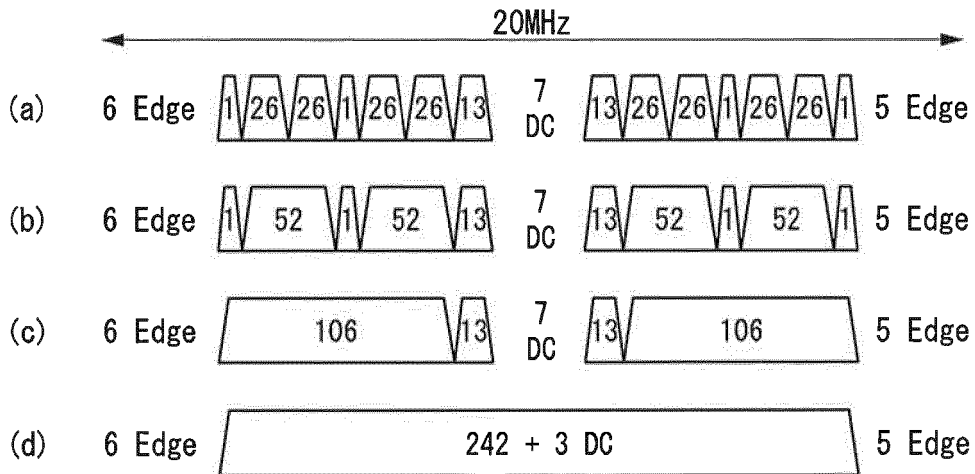 20MHz
(a) 6 Edge 1 26 26 1 26 26 13 7 DC 13 26 26 1 26 26 1 5 Edge
(b) 6 Edge 1 52 1 52 13 7 DC 13 52 1 52 1 5 Edge
(c) 6 Edge 106 13 7 DC 13 106 5 Edge
(d) 6 Edge 242 + 3 DC 5 Edge